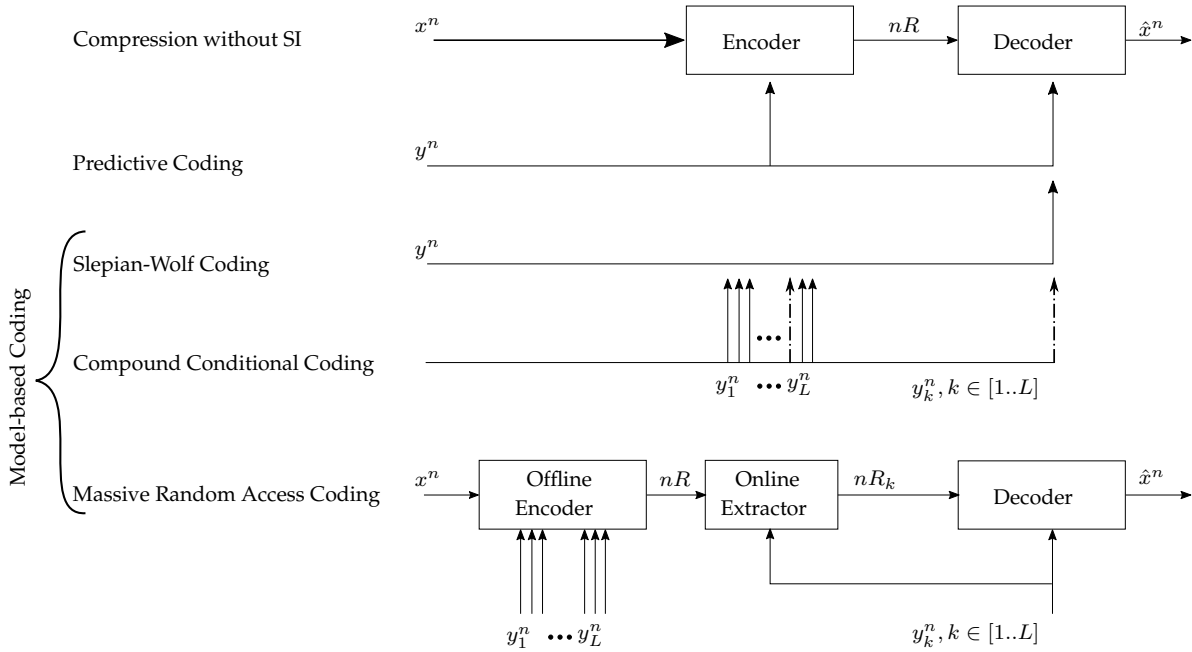 Compression without SI
x^n
Encoder
nR
Decoder
x̂^n
Predictive Coding
y^n
Model-based Coding
Slepian-Wolf Coding
y^n
Compound Conditional Coding
y_1^n ••• y_L^n
y_k^n, k ∈ [1..L]
Massive Random Access Coding
x^n
Offline
Encoder
nR
Online
Extractor
nR_k
Decoder
x̂^n
y_1^n ••• y_L^n
y_k^n, k ∈ [1..L]